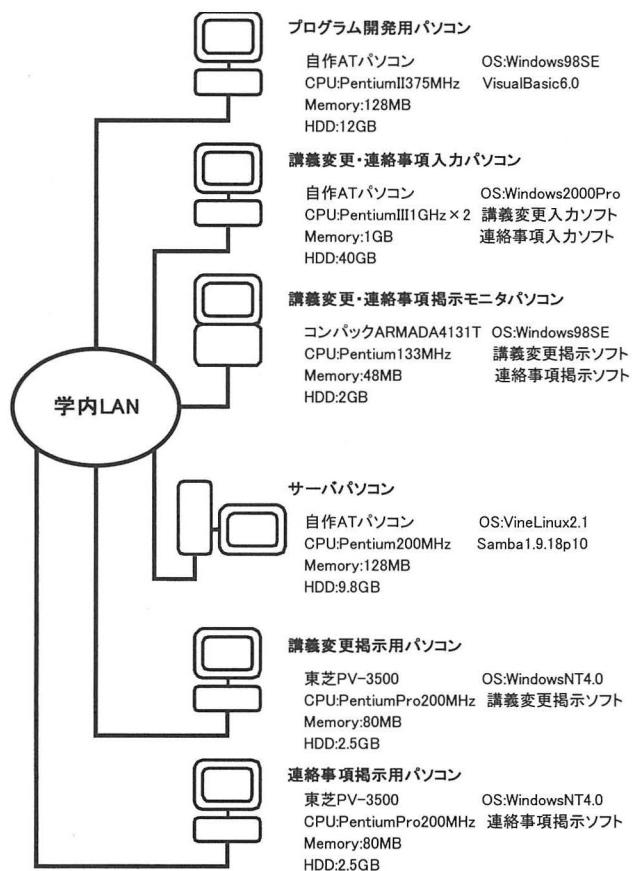 プログラム開発用パソコン
自作ATパソコン OS:Windows98SE
CPU:PentiumII375MHz VisualBasic6.0
Memory:128MB
HDD:12GB
講義変更・連絡事項入力パソコン
自作ATパソコン OS:Windows2000Pro
CPU:PentiumIII1GHz×2 講義変更入力ソフト
Memory:1GB 連絡事項入力ソフト
HDD:40GB
講義変更・連絡事項掲示モニタパソコン
コンパックARMADA4131T OS:Windows98SE
CPU:Pentium133MHz 講義変更掲示ソフト
Memory:48MB 連絡事項掲示ソフト
HDD:2GB
学内LAN
サーバパソコン
自作ATパソコン OS:VineLinux2.1
CPU:Pentium200MHz Samba1.9.18p10
Memory:128MB
HDD:9.8GB
講義変更掲示用パソコン
東芝PV-3500 OS:WindowsNT4.0
CPU:PentiumPro200MHz 講義変更掲示ソフト
Memory:80MB
HDD:2.5GB
連絡事項掲示用パソコン
東芝PV-3500 OS:WindowsNT4.0
CPU:PentiumPro200MHz 連絡事項掲示ソフト
Memory:80MB
HDD:2.5GB